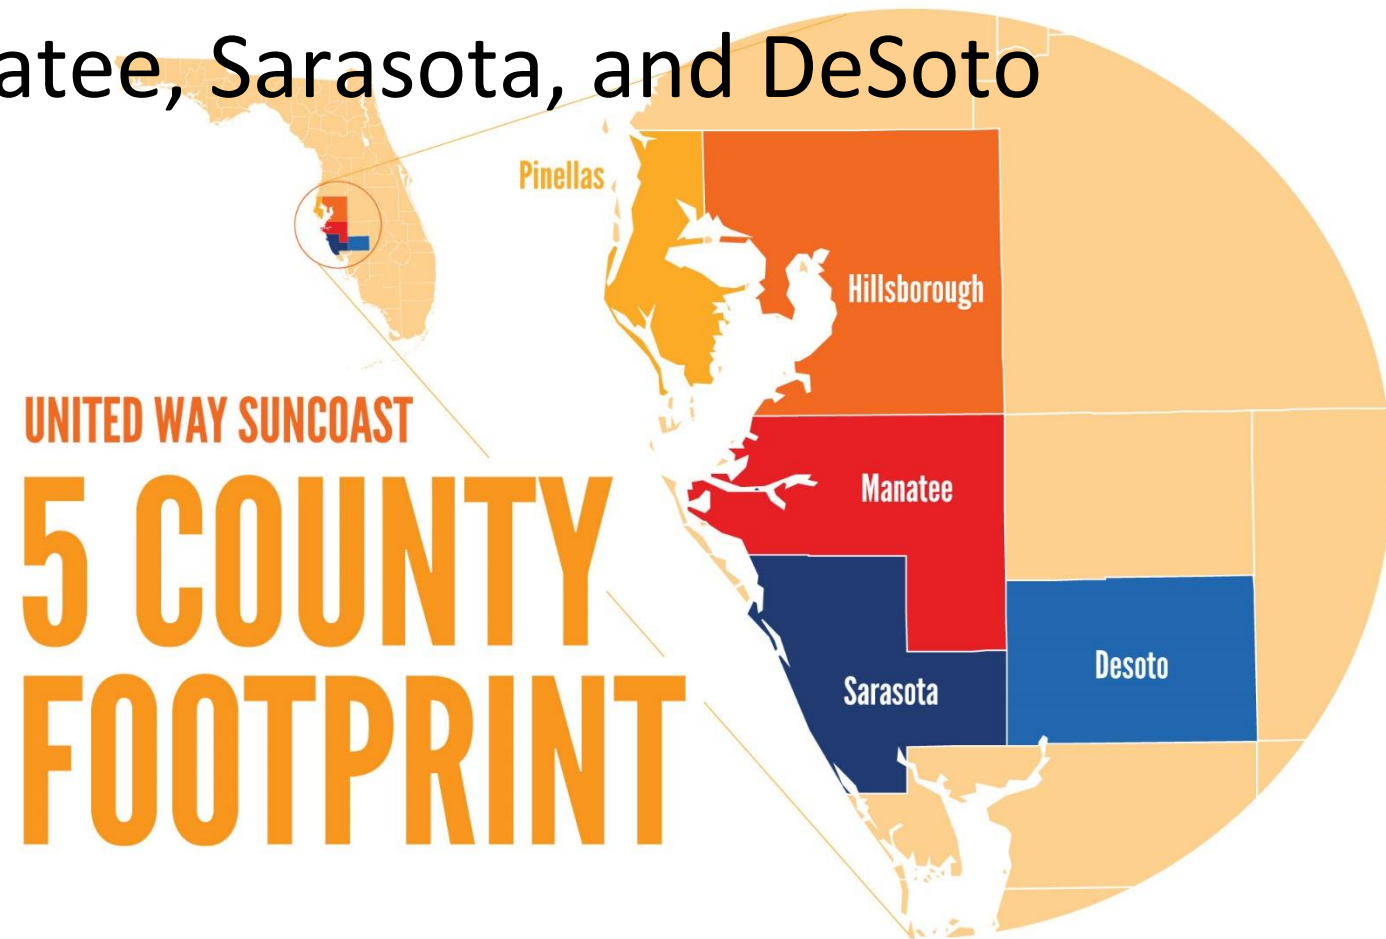 atee, Sarasota, and DeSoto
Pinellas
Hillsborough
UNITED WAY SUNCOAST
5 COUNTY
FOOTPRINT
Manatee
Desoto
Sarasota